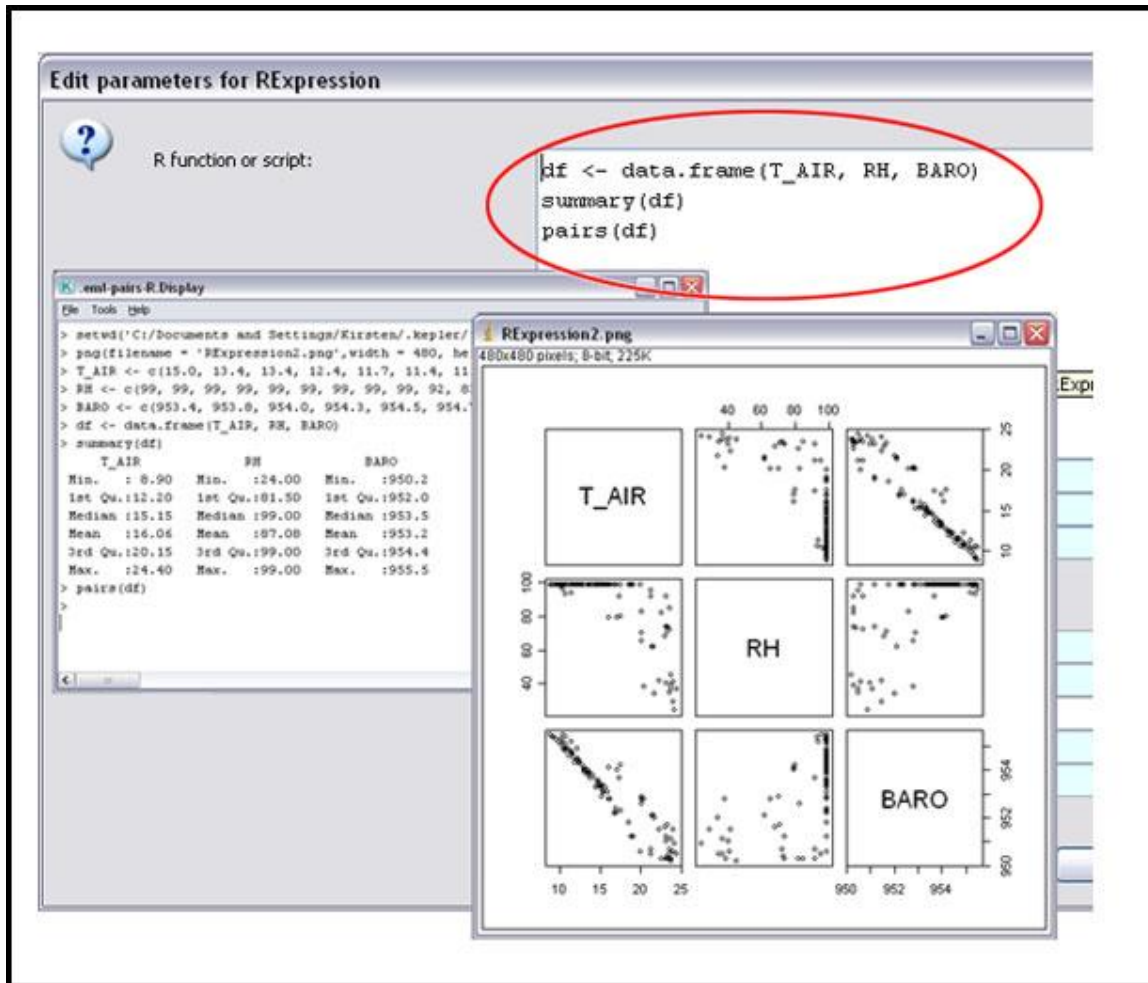 Edit parameters for RExpression
R function or script:
df <- data.frame(T_AIR, RH, BARO)
summary(df)
pairs(df)
.eml-pairs-R.Display
File Tools Help
> setwd('C:/Documents and Settings/Kirsten/.kepler/
> png(filename = 'RExpression2.png',width = 480, he
> T_AIR <- c(15.0, 13.4, 13.4, 12.4, 11.7, 11.4, 11
> RH <- c(99, 99, 99, 99, 99, 99, 99, 99, 99, 92, 8
> BARO <- c(953.4, 953.8, 954.0, 954.3, 954.5, 954.
> df <- data.frame(T_AIR, RH, BARO)
> summary(df)
T_AIR RH BARO
Min. : 8.90 Min. :24.00 Min. :950.2
1st Qu.:12.20 1st Qu.:81.50 1st Qu.:952.0
Median :15.15 Median :99.00 Median :953.5
Mean :16.06 Mean :87.08 Mean :953.2
3rd Qu.:20.15 3rd Qu.:99.00 3rd Qu.:954.4
Max. :24.40 Max. :99.00 Max. :955.5
> pairs(df)
>
RExpression2.png
480x480 pixels; 8-bit; 225K
40 60 80 100
T_AIR
10 15 20 25
40 60 80 100
RH
BARO
950 952 954
10 15 20 25
950 952 954
.Expr